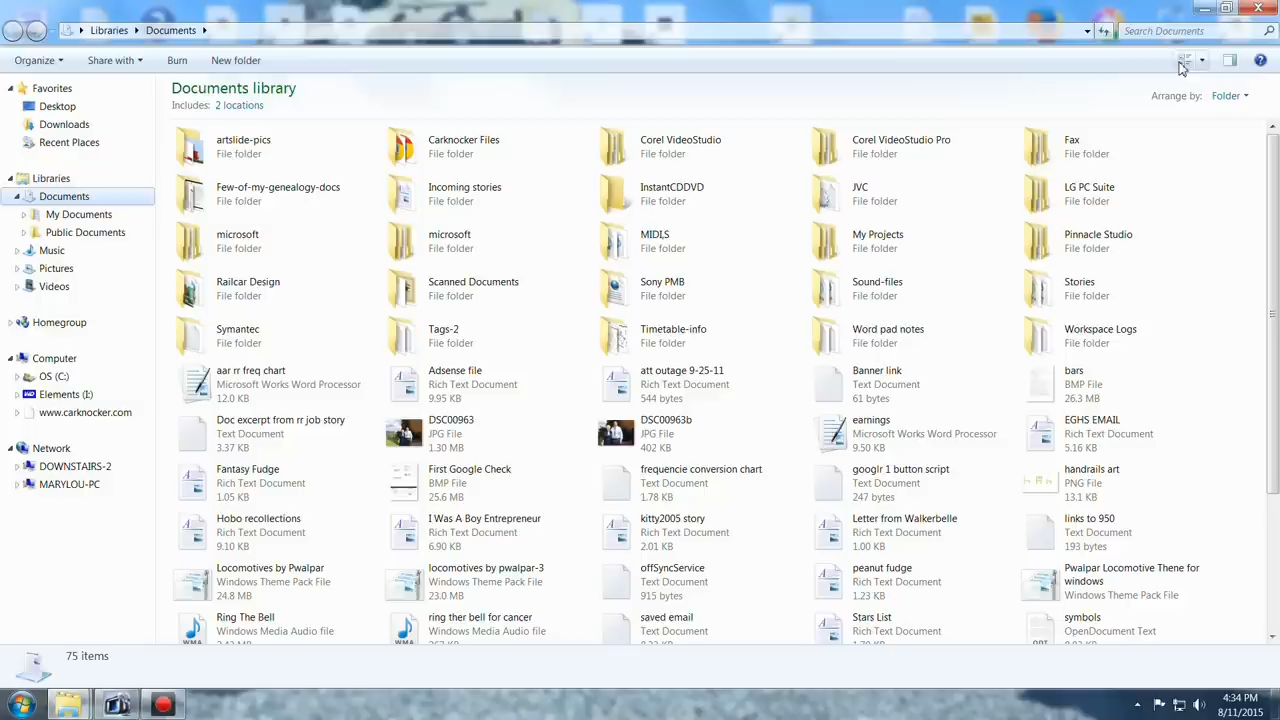 Libraries Documents
Search Documents
Organize Share with Burn New folder
Documents library
Includes: 2 locations
Arrange by: Folder
Favorites
Desktop
Downloads
Recent Places
Libraries
Documents
My Documents
Public Documents
Music
Pictures
Videos
Homegroup
Computer
OS (C:)
Elements (I:)
www.carknocker.com
Network
DOWNSTAIRS-2
MARYLOU-PC
artslide-pics Carknocker Files Corel VideoStudio Corel VideoStudio Pro Fax
File folder File folder File folder File folder File folder
Few-of-my-genealogy-docs Incoming stories InstantCDDVD JVC LG PC Suite
File folder File folder File folder File folder File folder
microsoft microsoft MIDI.S My Projects Pinnacle Studio
File folder File folder File folder File folder File folder
Railcar Design Scanned Documents Sony PMB Sound-files Stories
File folder File folder File folder File folder File folder
Symantec Tags-2 Timetable-info Word pad notes Workspace Logs
File folder File folder File folder File folder File folder
aar rr freq chart Adsense file att outage 9-25-11 Banner link bars
Microsoft Works Word Processor Rich Text Document Rich Text Document Text Document BMP File
12.0 KB 9.95 KB 544 bytes 61 bytes 26.3 MB
Doc excerpt from rr job story DSC00963 DSC00963b earnings EGHS EMAIL
Text Document JPG File JPG File Microsoft Works Word Processor Rich Text Document
3.37 KB 1.30 MB 402 KB 9.50 KB 5.16 KB
Fantasy Fudge First Google Check frequencie conversion chart googlr 1 button script handrails art
Rich Text Document BMP File Text Document Text Document PNG File
1.05 KB 25.6 MB 1.78 KB 247 bytes 13.1 KB
Hobo recollections I Was A Boy Entrepreneur kitty2005 story Letter from Walkerbelle links to 950
Rich Text Document Rich Text Document Rich Text Document Rich Text Document Text Document
9.10 KB 6.90 KB 2.01 KB 1.00 KB 193 bytes
Locomotives by Pwalpar locomotives by pwalpar-3 offSyncService peanut fudge Pwalpar Locomotive Thene for windows
Windows Theme Pack File Windows Theme Pack File Text Document Rich Text Document Windows Theme Pack File
24.8 MB 23.0 MB 915 bytes 1.23 KB
Ring The Bell ring ther bell for cancer saved email Stars List symbols
Windows Media Audio file Windows Media Audio file Text Document Rich Text Document OpenDocument Text
75 items
4:34 PM
8/11/2015